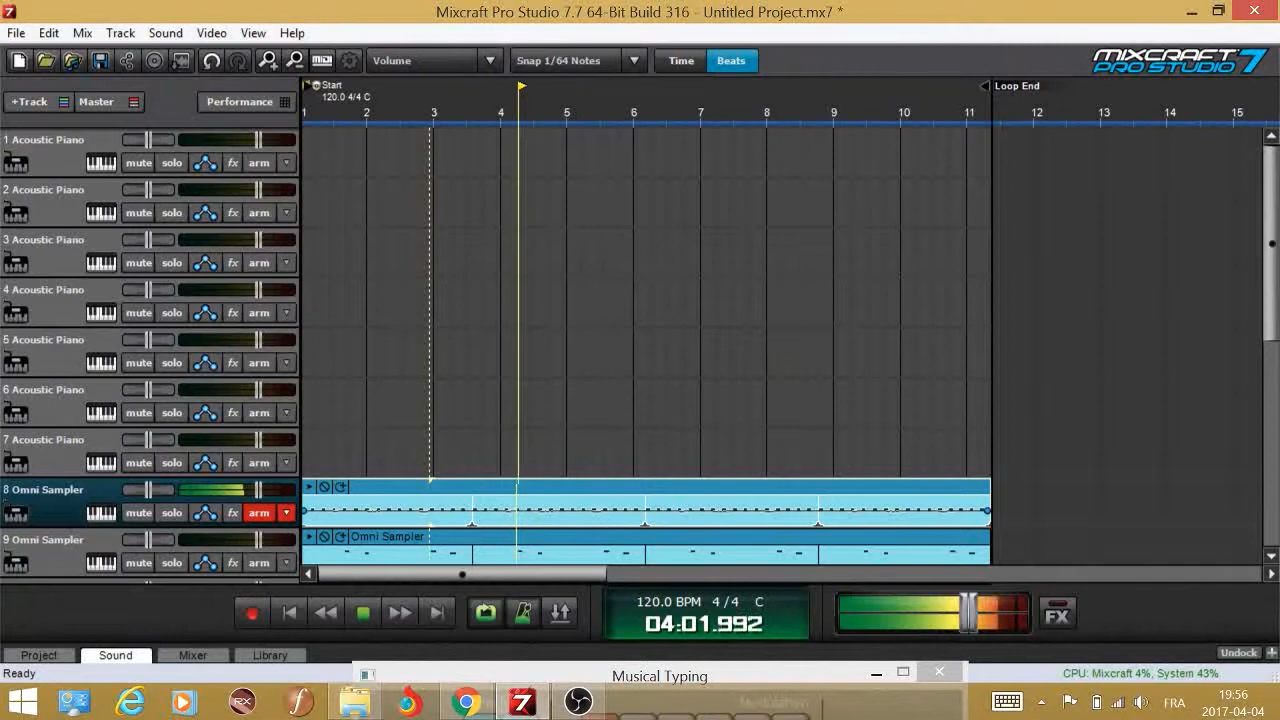 Mixcraft Pro Studio 7.7 64-Bit Build 316 - Untitled Project.mx7 *
File Edit Mix Track Sound Video View Help
Volume Snap 1/64 Notes Time Beats
MIXCRAFT PRO STUDIO 7
+Track Master Performance
Start
120.0 4/4 C
Loop End
1 2 3 4 5 6 7 8 9 10 11 12 13 14 15
1 Acoustic Piano
mute solo fx arm
2 Acoustic Piano
mute solo fx arm
3 Acoustic Piano
mute solo fx arm
4 Acoustic Piano
mute solo fx arm
5 Acoustic Piano
mute solo fx arm
6 Acoustic Piano
mute solo fx arm
7 Acoustic Piano
mute solo fx arm
8 Omni Sampler
mute solo fx arm
9 Omni Sampler
Omni Sampler
mute solo fx arm
120.0 BPM 4/4 C
04:01.992
FX
Project Sound Mixer Library
Undock +
Ready
Musical Typing
CPU: Mixcraft 4%, System 43%
RX
FRA
19:56
2017-04-04